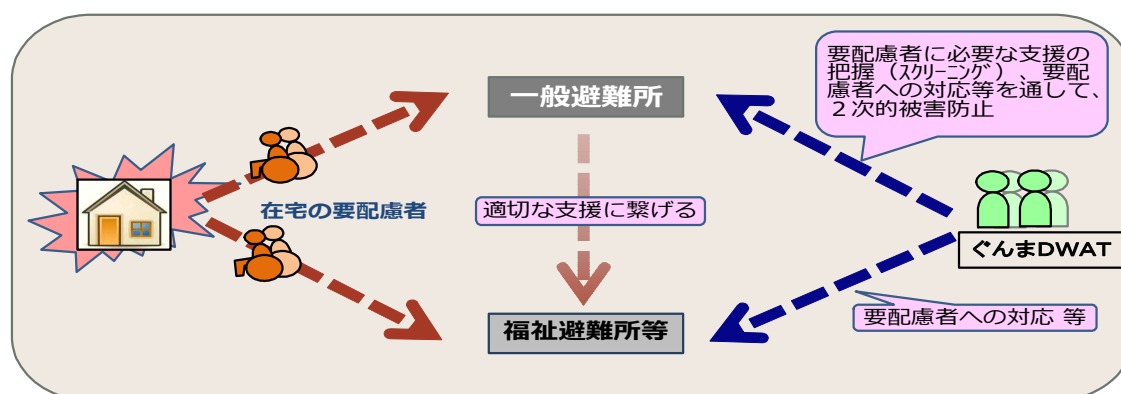 要配慮者に必要な支援の
把握（ｽｸﾘｰﾆﾝｸﾞ）、要配
慮者への対応等を通して、
２次的被害防止
一般避難所
在宅の要配慮者
適切な支援に繋げる
ぐんまDWAT
福祉避難所等
要配慮者への対応 等